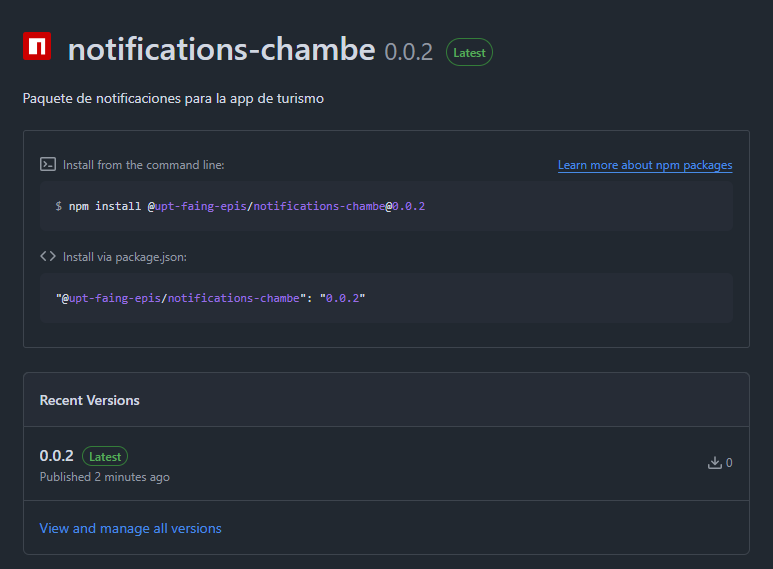 notifications-chambe 0.0.2 Latest
Paquete de notificaciones para la app de turismo
Install from the command line:
Learn more about npm packages
$ npm install @upt-faing-epis/notifications-chambe@0.0.2
Install via package.json:
"@upt-faing-epis/notifications-chambe": "0.0.2"
Recent Versions
0.0.2 Latest
Published 2 minutes ago
0
View and manage all versions